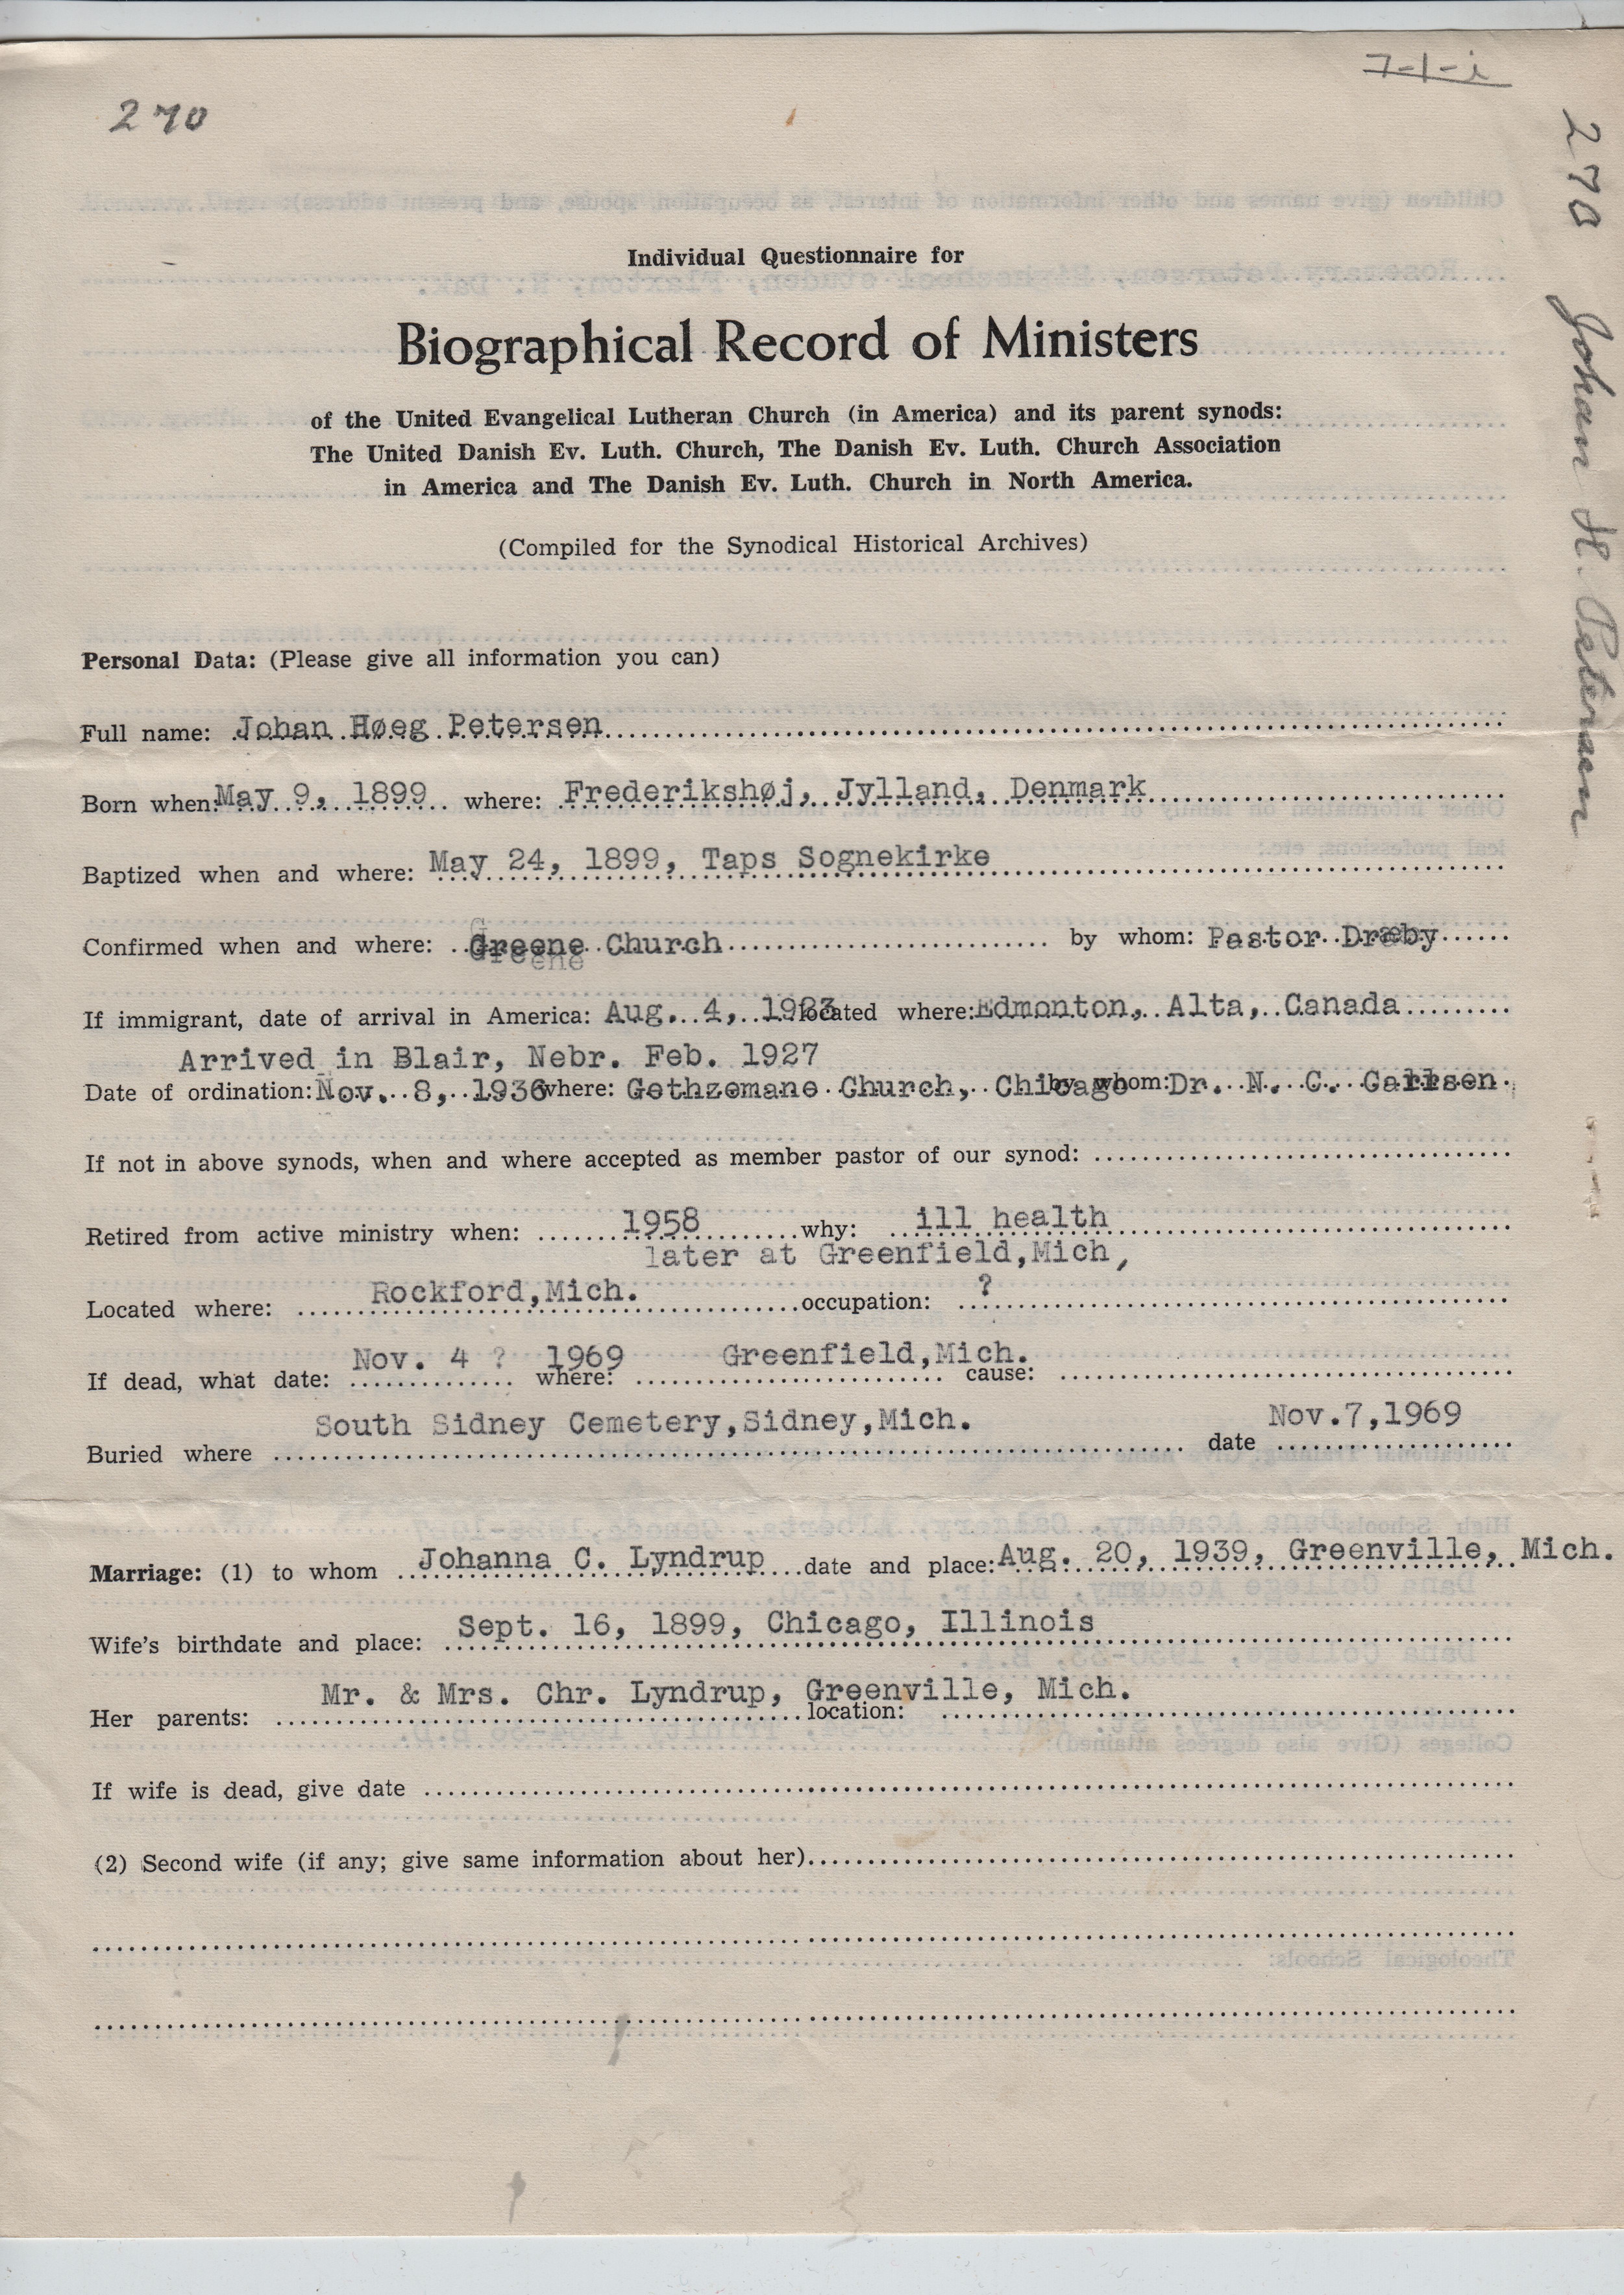 7-1-i
270
270 Johan H. Petersen
Individual Questionnaire for
Biographical Record of Ministers
of the United Evangelical Lutheran Church (in America) and its parent synods:
The United Danish Ev. Luth. Church, The Danish Ev. Luth. Church Association
in America and The Danish Ev. Luth. Church in North America.
(Compiled for the Synodical Historical Archives)
Personal Data: (Please give all information you can)
Full name: Johan Høeg Petersen
Born when: May 9, 1899 where: Frederikshøj, Jylland, Denmark
Baptized when and where: May 24, 1899, Taps Sognekirke
Confirmed when and where: Greene Church by whom: Pastor Dræby
If immigrant, date of arrival in America: Aug. 4, 1923 located where: Edmonton, Alta, Canada
Arrived in Blair, Nebr. Feb. 1927
Date of ordination: Nov. 8, 1936 where: Gethzemane Church, Chicago by whom: Dr. N. C. Carlsen
If not in above synods, when and where accepted as member pastor of our synod:
Retired from active ministry when: 1958 why: ill health
later at Greenfield,Mich,
Located where: Rockford,Mich. occupation: ?
If dead, what date: Nov. 4 ? 1969 where: Greenfield,Mich. cause:
Buried where South Sidney Cemetery,Sidney,Mich. date Nov.7,1969
Marriage: (1) to whom Johanna C. Lyndrup date and place: Aug. 20, 1939, Greenville, Mich.
Wife's birthdate and place: Sept. 16, 1899, Chicago, Illinois
Her parents: Mr. & Mrs. Chr. Lyndrup, Greenville, Mich. location:
If wife is dead, give date
(2) Second wife (if any; give same information about her)